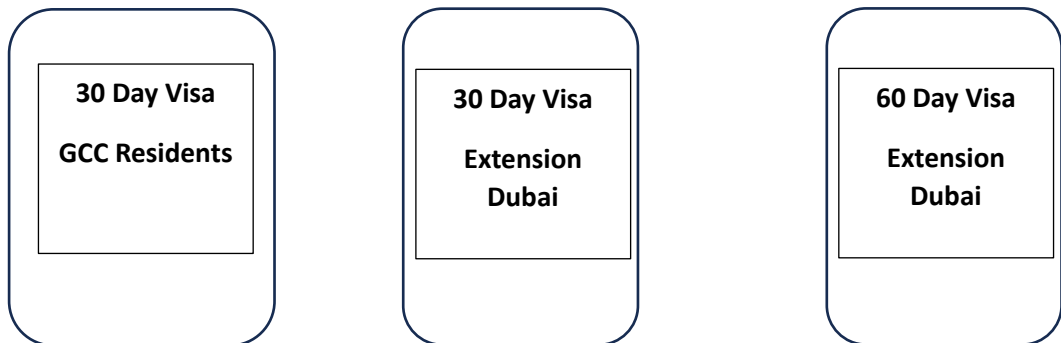 30 Day Visa
GCC Residents
30 Day Visa
Extension
Dubai
60 Day Visa
Extension
Dubai